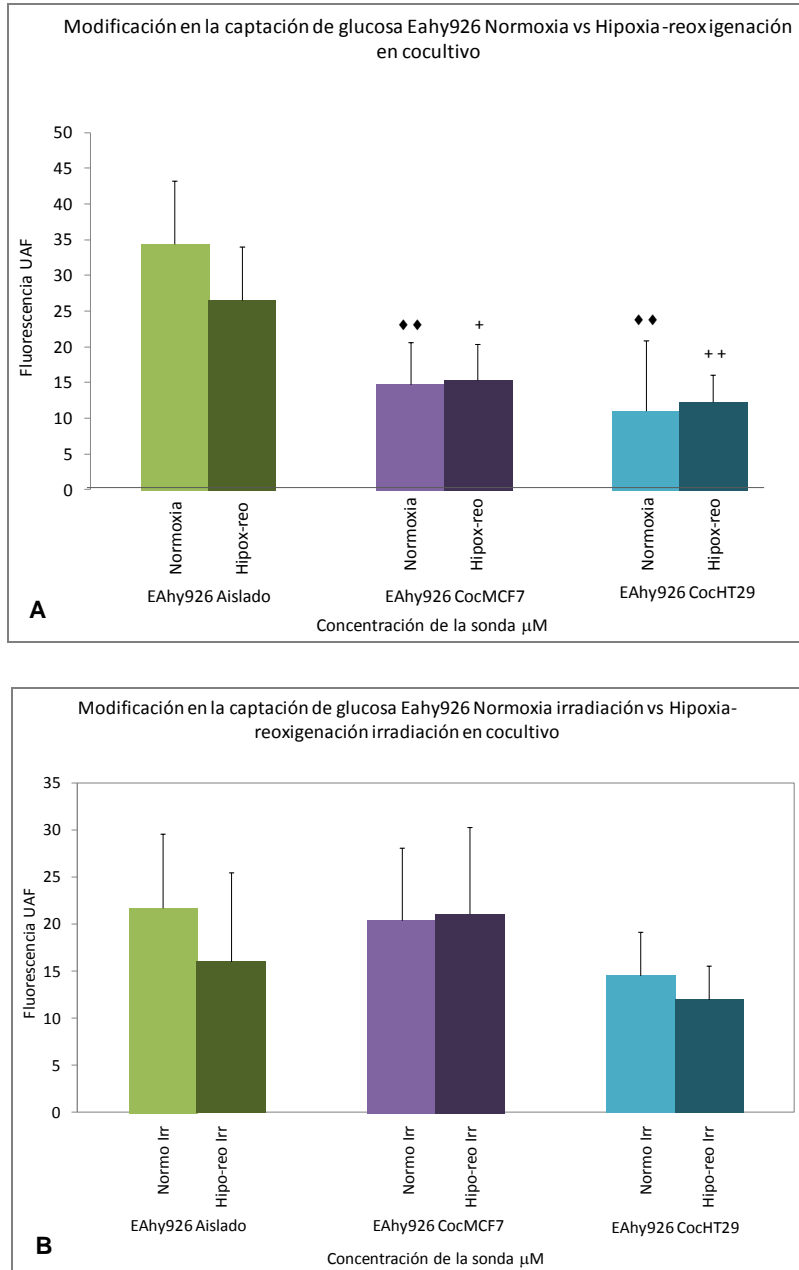 Modificación en la captación de glucosa Eahy926 Normoxia vs Hipoxia-reoxigenación
en cocultivo
50
45
40
35
30
25
20
15
10
5
0
Fluorescencia UAF
♦♦
+
♦♦
++
Normoxia
Hipox-reo
Normoxia
Hipox-reo
Normoxia
Hipox-reo
EAhy926 Aislado
EAhy926 CocMCF7
EAhy926 CocHT29
A
Concentración de la sonda µM
Modificación en la captación de glucosa Eahy926 Normoxia irradiación vs Hipoxia-
reoxigenación irradiación en cocultivo
35
30
25
20
15
10
5
0
Fluorescencia UAF
Normo Irr
Hipo-reo Irr
Normo Irr
Hipo-reo Irr
Normo Irr
Hipo-reo Irr
EAhy926 Aislado
EAhy926 CocMCF7
EAhy926 CocHT29
B
Concentración de la sonda µM